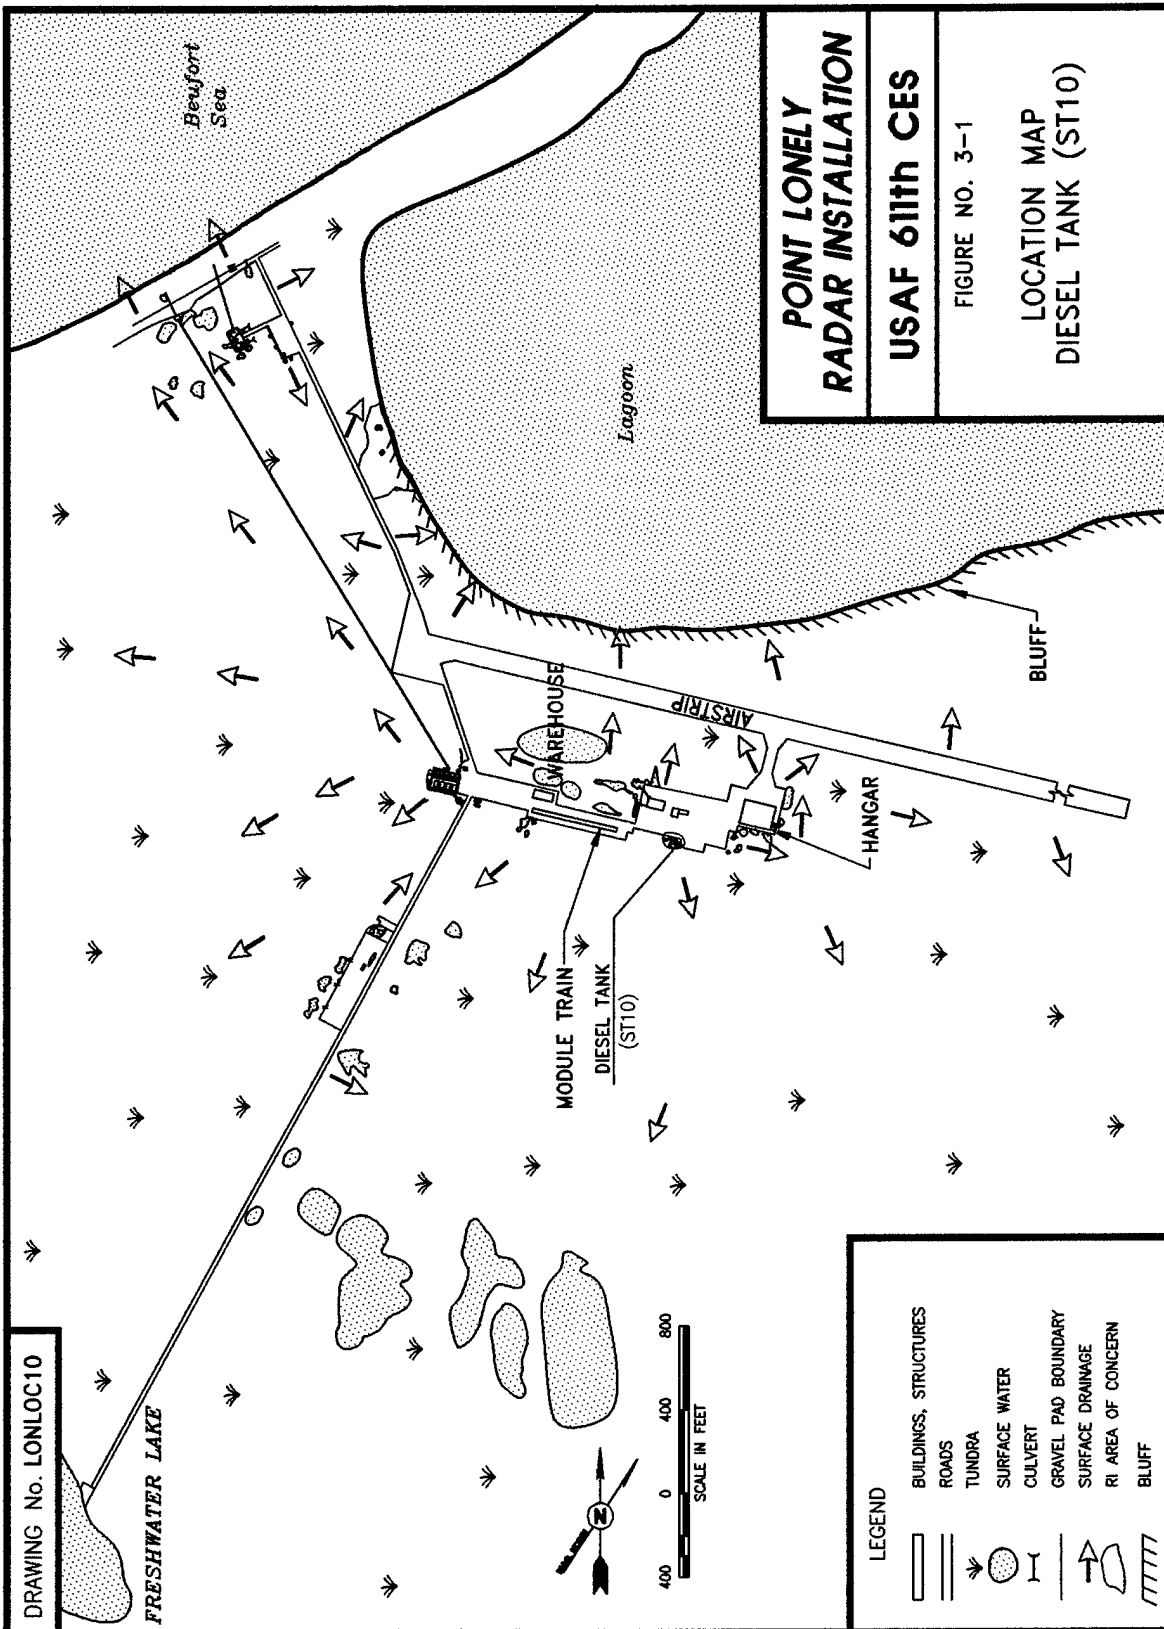 DRAWING No. LONLOC10
FRESHWATER LAKE
Beufort
Sea
Lagoon
WAREHOUSE
AIRSTRIP
BLUFF
HANGAR
MODULE TRAIN
DIESEL TANK
(ST10)
N
400 0 400 800
SCALE IN FEET
LEGEND
BUILDINGS, STRUCTURES
ROADS
TUNDRA
SURFACE WATER
CULVERT
GRAVEL PAD BOUNDARY
SURFACE DRAINAGE
RI AREA OF CONCERN
BLUFF
POINT LONELY
RADAR INSTALLATION
USAF 611th CES
FIGURE NO. 3-1
LOCATION MAP
DIESEL TANK (ST10)